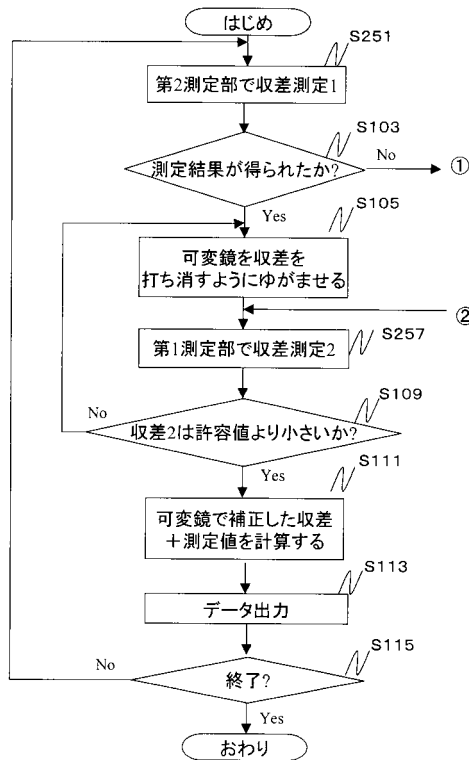 はじめ
S251
第2測定部で収差測定1
S103
測定結果が得られたか?
No
①
Yes
S105
可変鏡を収差を
打ち消すようにゆがませる
②
S257
第1測定部で収差測定2
No
S109
収差2は許容値より小さいか?
Yes
S111
可変鏡で補正した収差
+測定値を計算する
S113
データ出力
No
S115
終了?
Yes
おわり